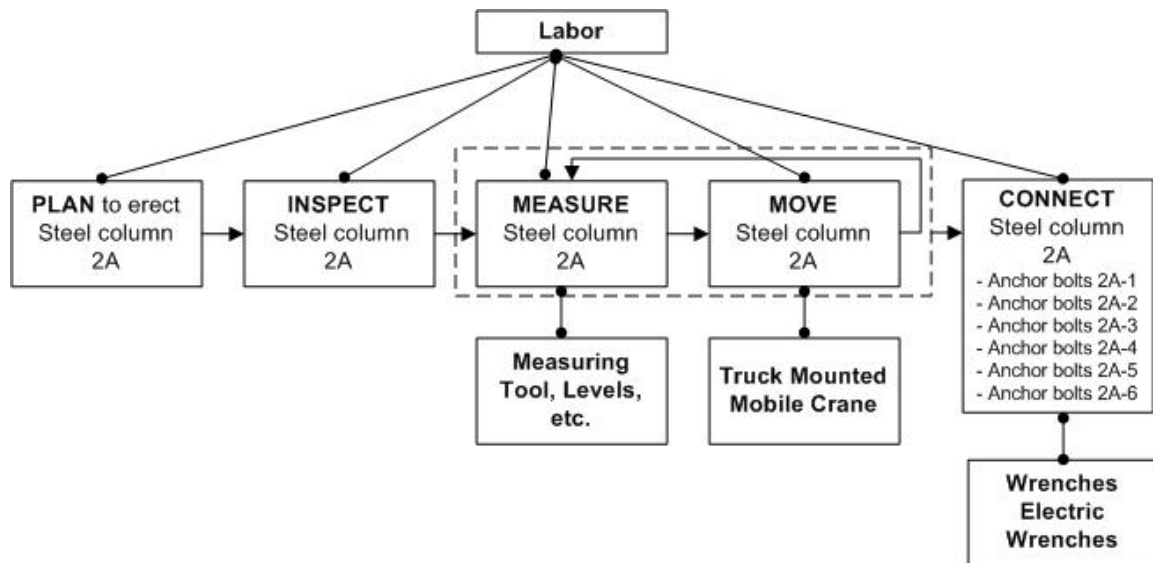 Labor
PLAN to erect
Steel column
2A
INSPECT
Steel column
2A
MEASURE
Steel column
2A
MOVE
Steel column
2A
CONNECT
Steel column
2A
- Anchor bolts 2A-1
- Anchor bolts 2A-2
- Anchor bolts 2A-3
- Anchor bolts 2A-4
- Anchor bolts 2A-5
- Anchor bolts 2A-6
Measuring
Tool, Levels,
etc.
Truck Mounted
Mobile Crane
Wrenches
Electric
Wrenches